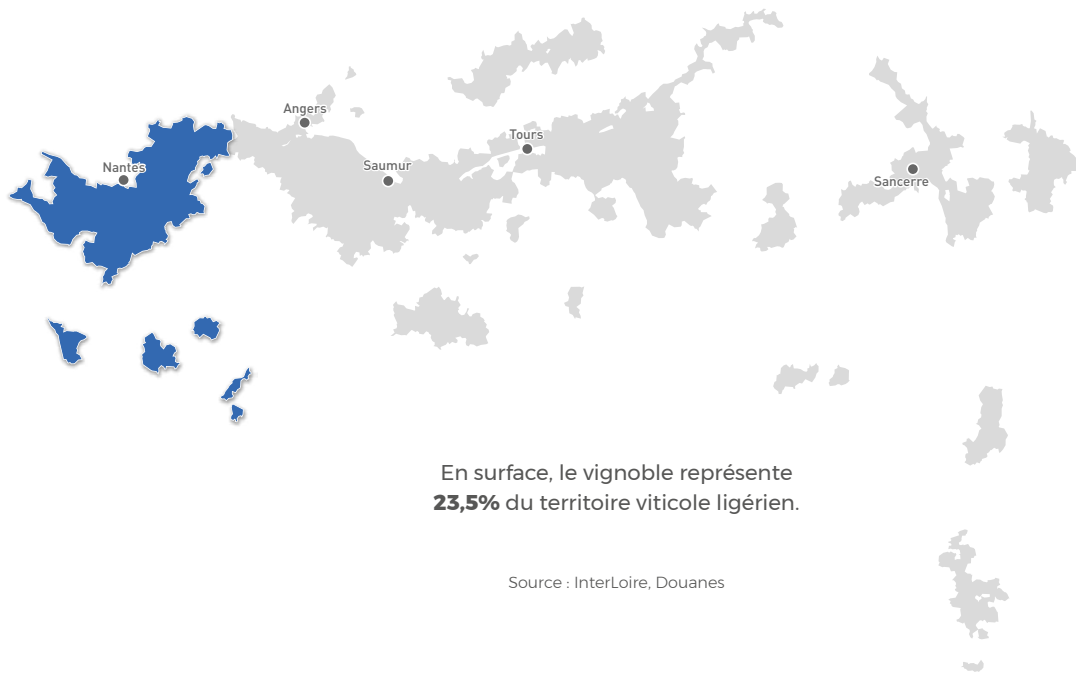 Angers
Tours
Nantes
Saumur
Sancerre
En surface, le vignoble représente
23,5% du territoire viticole ligérien.
Source : InterLoire, Douanes